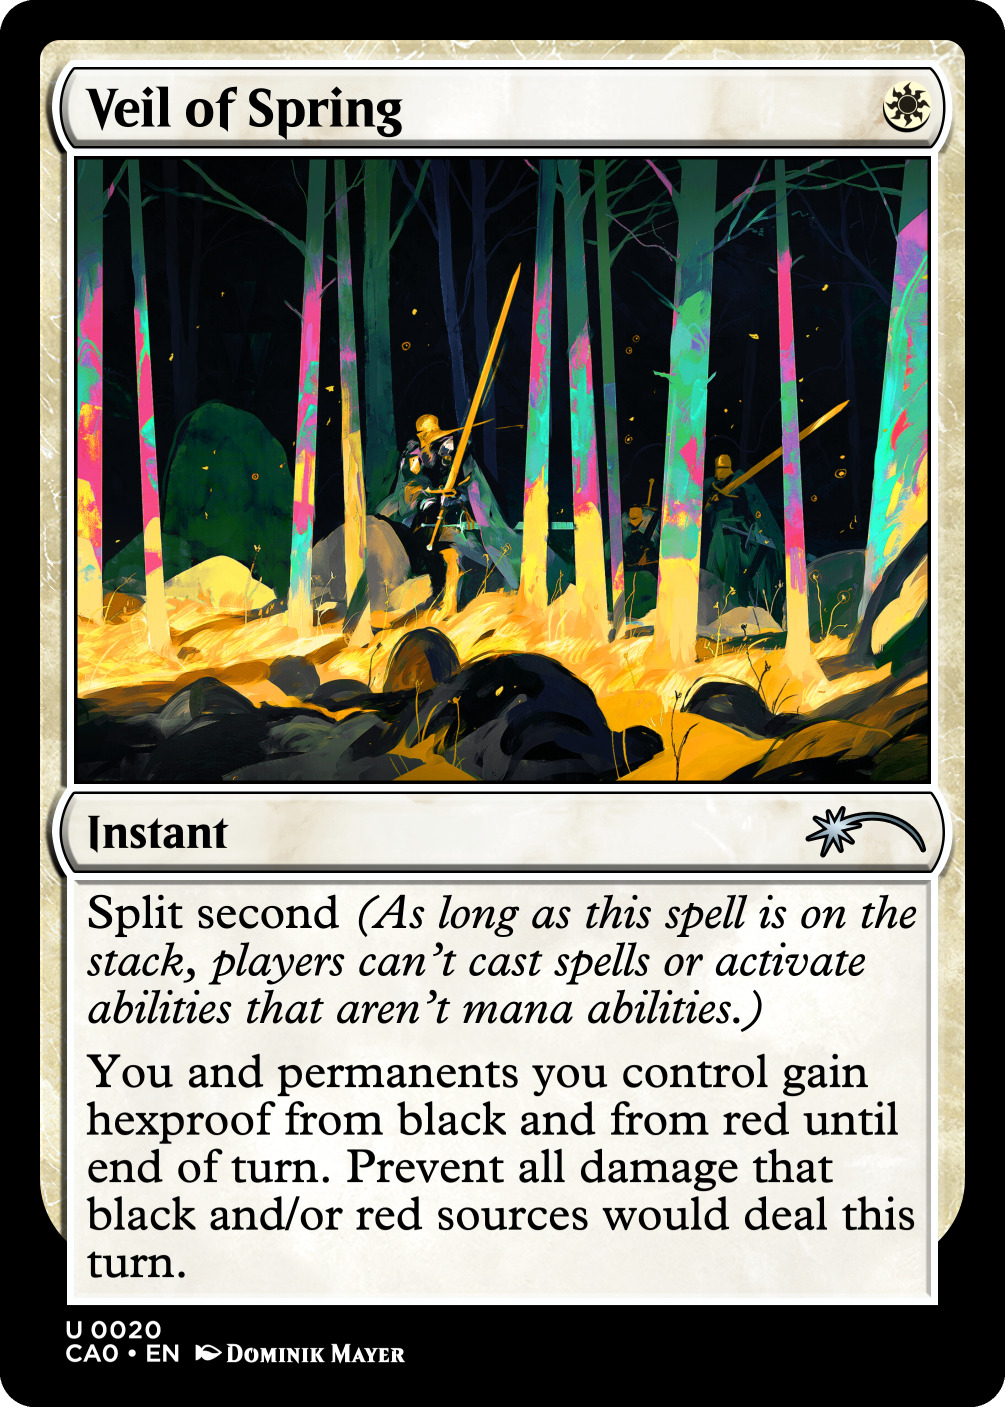 Veil of Spring
Instant
Split second (As long as this spell is on the
stack, players can't cast spells or activate
abilities that aren't mana abilities.)
You and permanents you control gain
hexproof from black and from red until
end of turn. Prevent all damage that
black and/or red sources would deal this
turn.
U 0020
CAO • EN Dominik Mayer